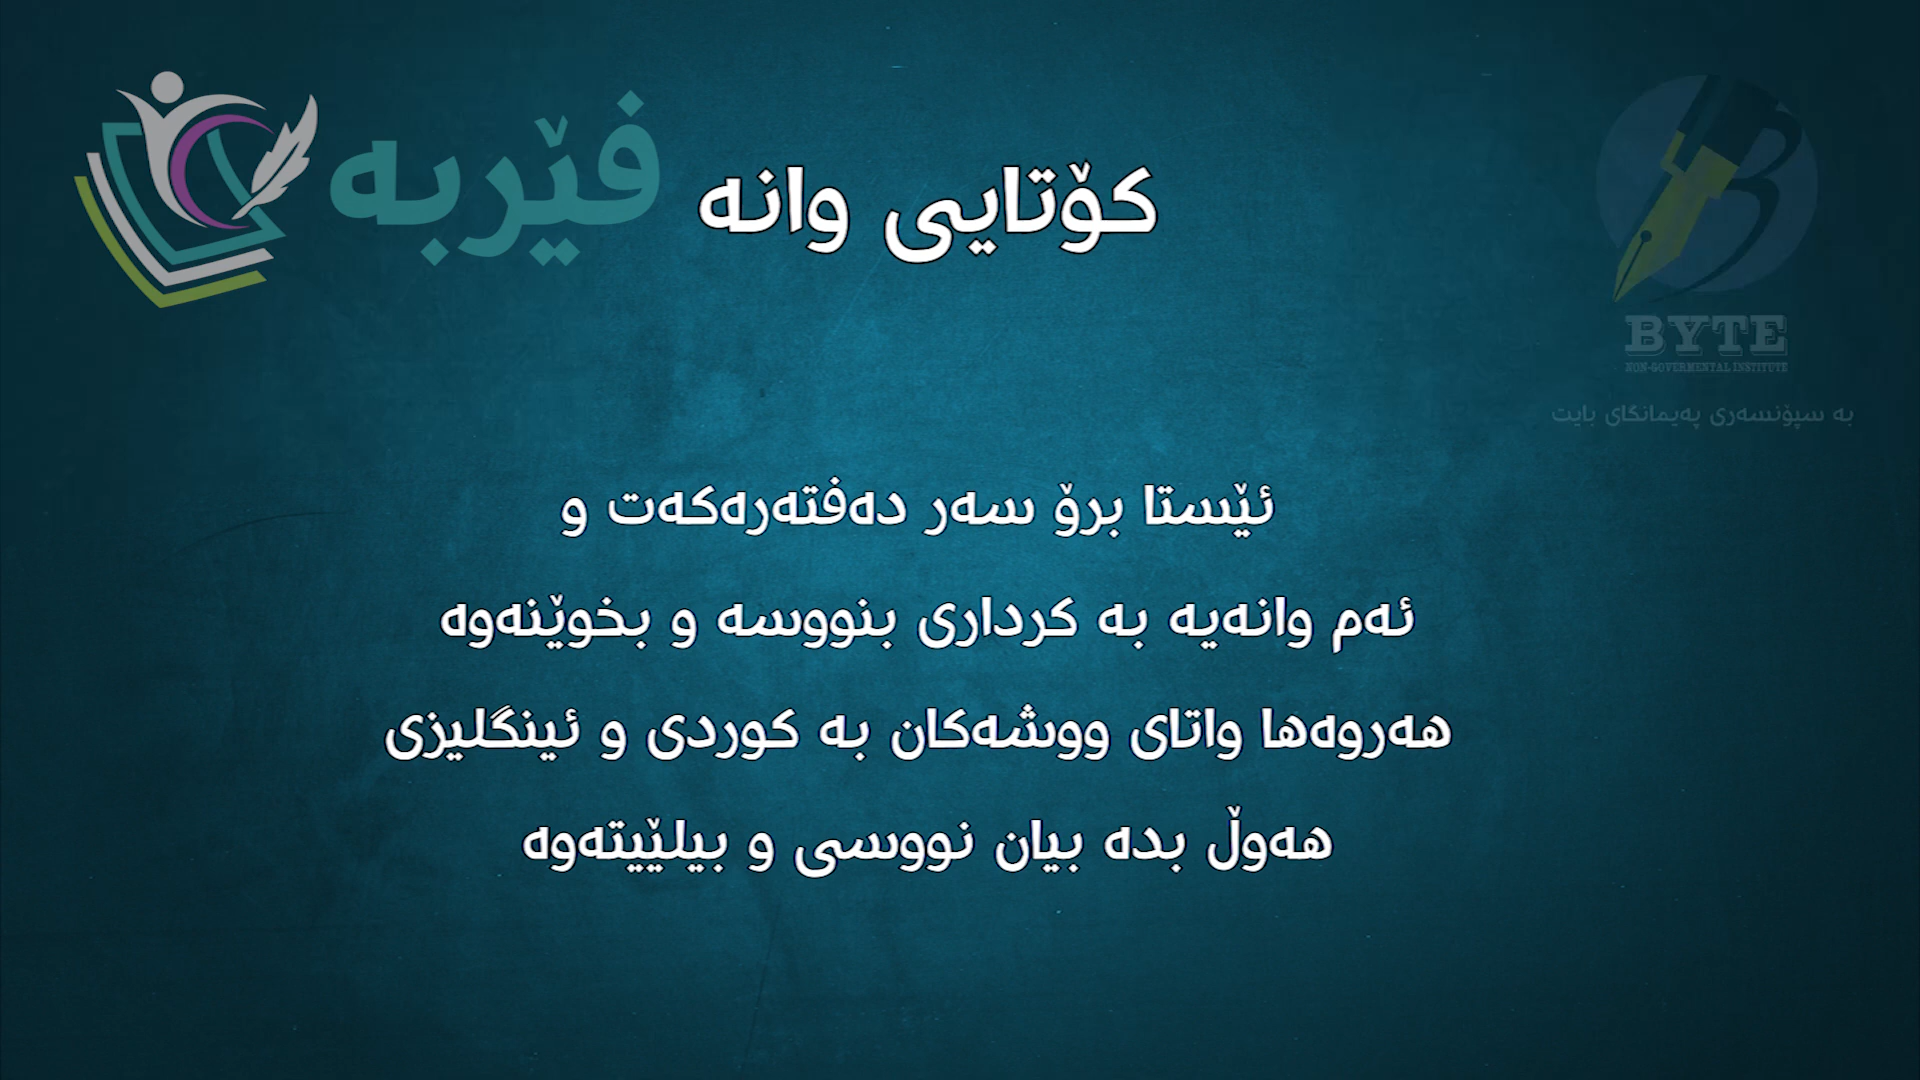 فێربە
کۆتایی وانە
BYTE
NON-GOVERMENTAL INSTITUTE
بە سپۆنسەری پەیمانگای بایت
ئێستا برۆ سەر دەفتەرەکەت و
ئەم وانەیە بە کرداری بنووسە و بخوێنەوە
هەروەها واتای ووشەکان بە کوردی و ئینگلیزی
هەوڵ بدە بیان نووسی و بیلێیتەوە